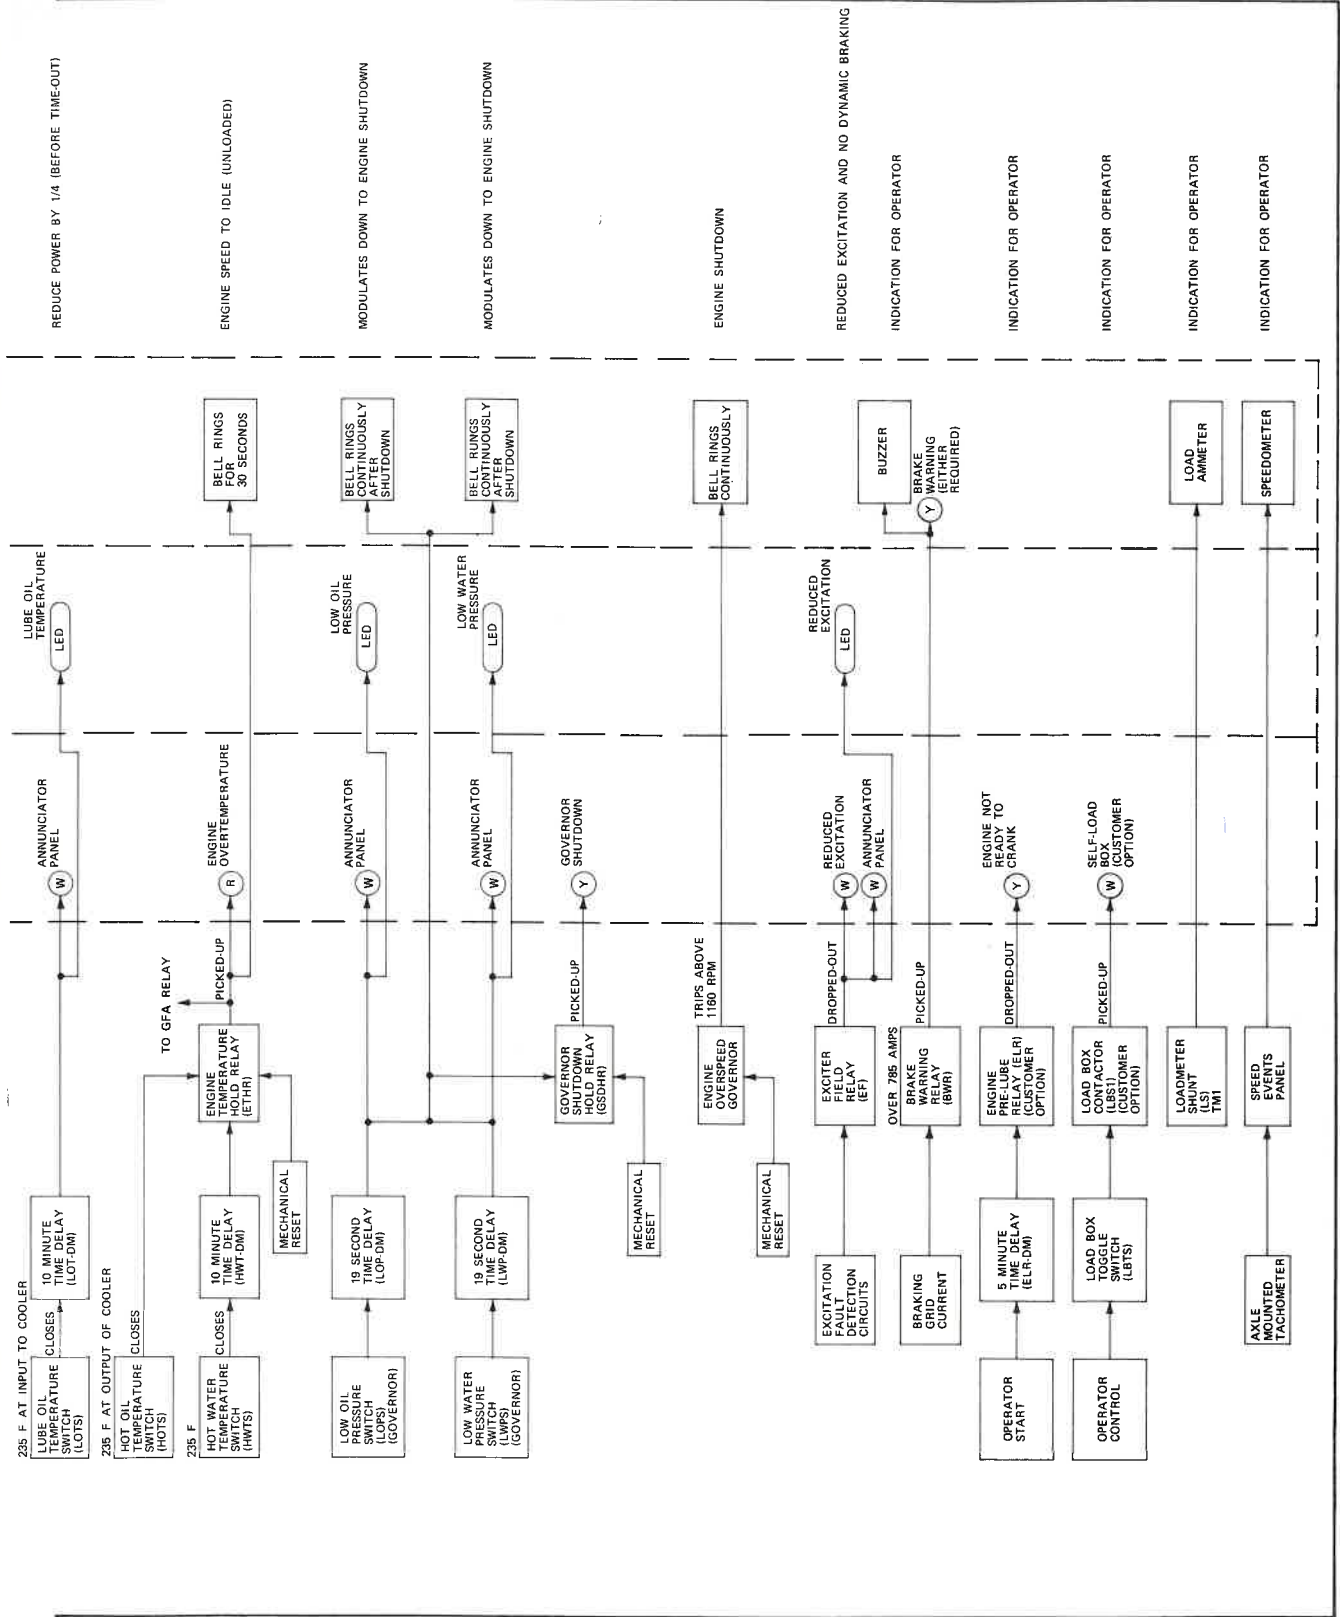 235 F AT INPUT TO COOLER
LUBE OIL
TEMPERATURE
SWITCH
(LOTS)
CLOSES
10 MINUTE
TIME DELAY
(LOT-DM)
ANNUNCIATOR
PANEL
W
LUBE OIL
TEMPERATURE
LED
REDUCE POWER BY 1/4 (BEFORE TIME-OUT)
235 F AT OUTPUT OF COOLER
HOT OIL
TEMPERATURE
SWITCH
(HOTS)
CLOSES
TO GFA RELAY
235 F
HOT WATER
TEMPERATURE
SWITCH
(HWTS)
CLOSES
10 MINUTE
TIME DELAY
(HWT-DM)
ENGINE
TEMPERATURE
HOLD RELAY
(ETHR)
PICKED-UP
ENGINE
OVERTEMPERATURE
R
BELL RINGS
FOR
30 SECONDS
ENGINE SPEED TO IDLE (UNLOADED)
MECHANICAL
RESET
LOW OIL
PRESSURE
SWITCH
(LOPS)
(GOVERNOR)
19 SECOND
TIME DELAY
(LOP-DM)
ANNUNCIATOR
PANEL
W
LOW OIL
PRESSURE
LED
BELL RINGS
CONTINUOUSLY
AFTER
SHUTDOWN
MODULATES DOWN TO ENGINE SHUTDOWN
LOW WATER
PRESSURE
SWITCH
(LWPS)
(GOVERNOR)
19 SECOND
TIME DELAY
(LWP-DM)
ANNUNCIATOR
PANEL
W
LOW WATER
PRESSURE
LED
BELL RUNGS
CONTINUOUSLY
AFTER
SHUTDOWN
MODULATES DOWN TO ENGINE SHUTDOWN
GOVERNOR
SHUTDOWN
HOLD RELAY
(GSDHR)
PICKED-UP
GOVERNOR
SHUTDOWN
Y
MECHANICAL
RESET
ENGINE
OVERSPEED
GOVERNOR
TRIPS ABOVE
1160 RPM
BELL RINGS
CONTINUOUSLY
ENGINE SHUTDOWN
MECHANICAL
RESET
EXCITATION
FAULT
DETECTION
CIRCUITS
EXCITER
FIELD
RELAY
(EF)
DROPPED-OUT
REDUCED
EXCITATION
W
ANNUNCIATOR
PANEL
W
REDUCED
EXCITATION
LED
REDUCED EXCITATION AND NO DYNAMIC BRAKING
BRAKING
GRID
CURRENT
OVER 785 AMPS
BRAKE
WARNING
RELAY
(BWR)
PICKED-UP
BUZZER
Y
BRAKE
WARNING
(EITHER
REQUIRED)
INDICATION FOR OPERATOR
OPERATOR
START
5 MINUTE
TIME DELAY
(ELR-DM)
ENGINE
PRE-LUBE
RELAY (ELR)
(CUSTOMER
OPTION)
DROPPED-OUT
ENGINE NOT
READY TO
CRANK
Y
INDICATION FOR OPERATOR
OPERATOR
CONTROL
LOAD BOX
TOGGLE
SWITCH
(LBTS)
LOAD BOX
CONTACTOR
(LBS1)
(CUSTOMER
OPTION)
PICKED-UP
SELF-LOAD
BOX
(CUSTOMER
OPTION)
W
INDICATION FOR OPERATOR
LOADMETER
SHUNT
(LS)
TM1
LOAD
AMMETER
INDICATION FOR OPERATOR
AXLE
MOUNTED
TACHOMETER
SPEED
EVENTS
PANEL
SPEEDOMETER
INDICATION FOR OPERATOR